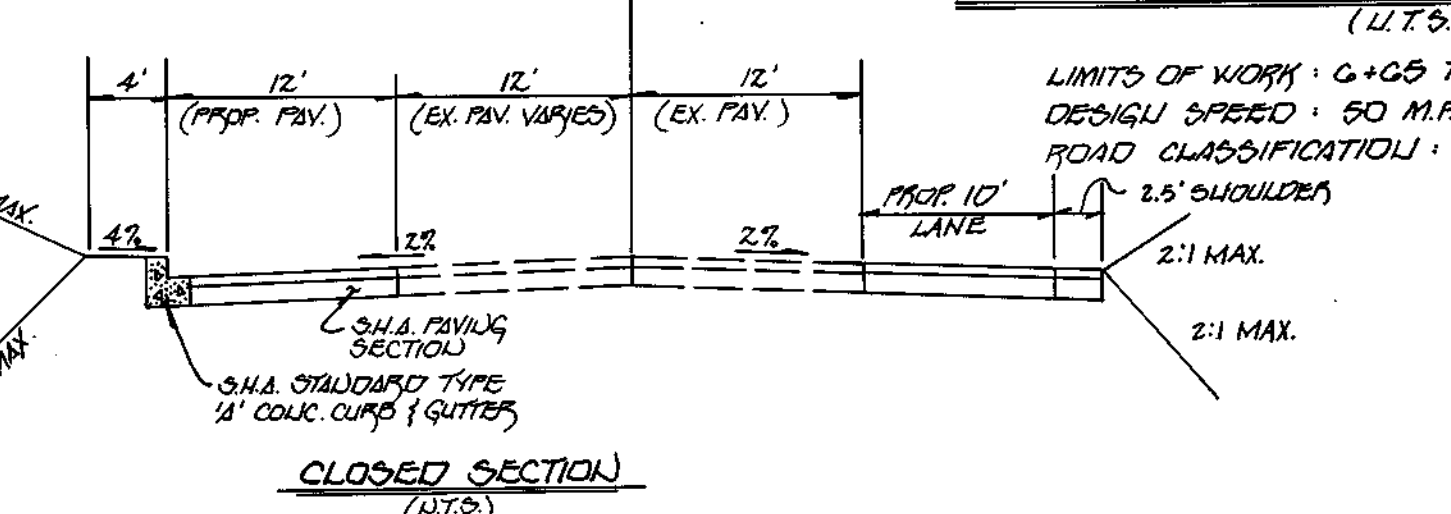 (N.T.S.
4' 12' 12' 12'
(PROP. PAV.) (EX. PAV. VARIES) (EX. PAV.)
LIMITS OF WORK : 6+65
DESIGN SPEED : 50 M.P.
ROAD CLASSIFICATION :
PROP. 10'
LANE
2.5' SHOULDER
MAX.
4% 2% 2%
2:1 MAX.
2:1 MAX.
MAX.
S.H.A. PAVING
SECTION
S.H.A. STANDARD TYPE
'A' CONC. CURB & GUTTER
CLOSED SECTION
(N.T.S.)